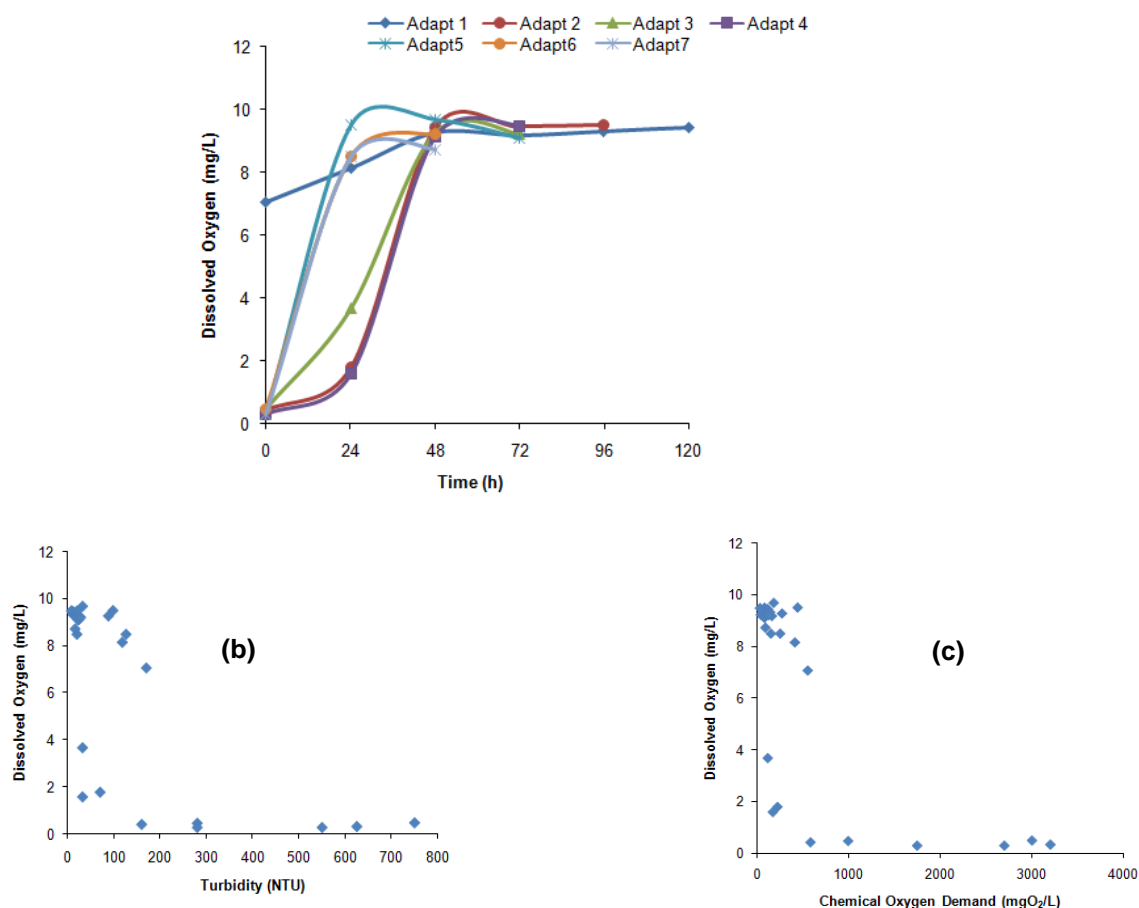 Adapt 1 Adapt 2 Adapt 3 Adapt 4
Adapt5 Adapt6 Adapt7
12
10
8
6
4
2
0
Dissolved Oxygen (mg/L)
0 24 48 72 96 120
Time (h)
12
10
8
6
4
2
0
Dissolved Oxygen (mg/L)
(b)
0 100 200 300 400 500 600 700 800
Turbidity (NTU)
12
10
8
6
4
2
0
Dissolved Oxygen (mg/L)
(c)
0 1000 2000 3000 4000
Chemical Oxygen Demand (mgO₂/L)